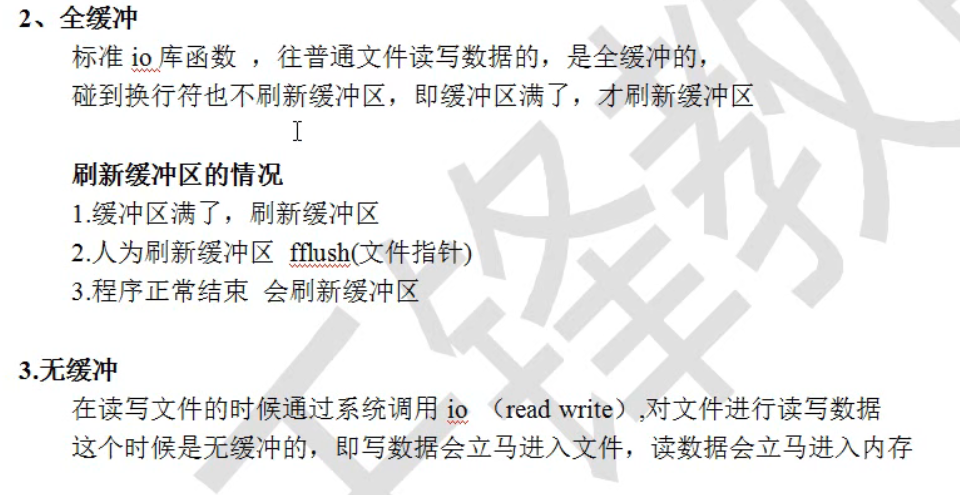 2、全缓冲
标准 io 库函数 ，往普通文件读写数据的，是全缓冲的，
碰到换行符也不刷新缓冲区，即缓冲区满了，才刷新缓冲区
刷新缓冲区的情况
1.缓冲区满了，刷新缓冲区
2.人为刷新缓冲区 fflush(文件指针)
3.程序正常结束 会刷新缓冲区
3.无缓冲
在读写文件的时候通过系统调用 io （read write）,对文件进行读写数据
这个时候是无缓冲的，即写数据会立马进入文件，读数据会立马进入内存